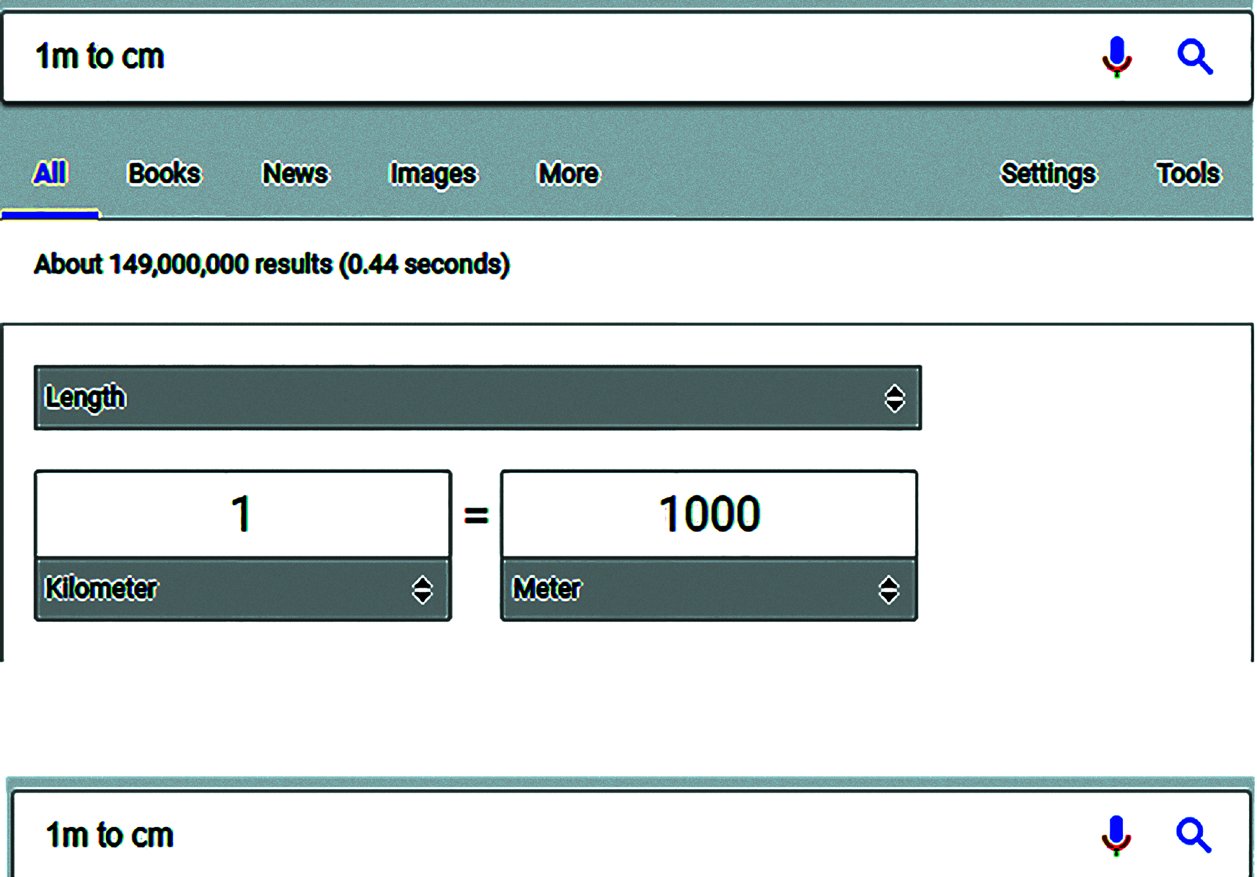 1m to cm
All Books News Images More Settings Tools
About 149,000,000 results (0.44 seconds)
Length
1 = 1000
Kilometer Meter
1m to cm